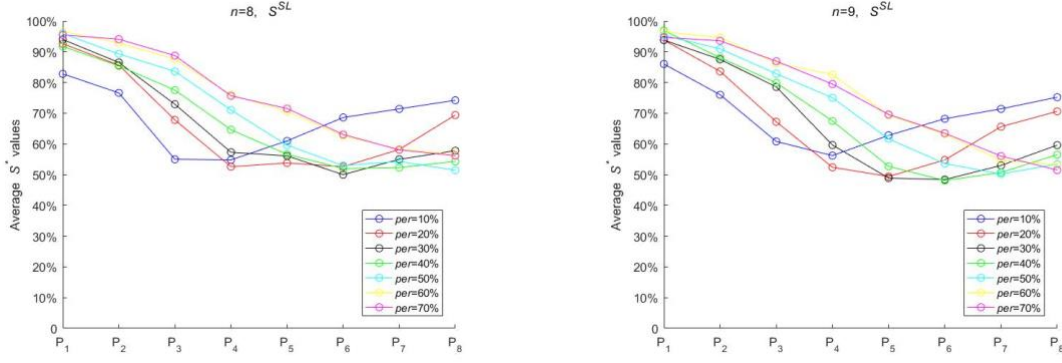 n=8, S^SL
100%
90%
80%
70%
60%
50%
40%
30%
20%
10%
0
Average S* values
P₁ P₂ P₃ P₄ P₅ P₆ P₇ P₈
per=10%
per=20%
per=30%
per=40%
per=50%
per=60%
per=70%
n=9, S^SL
100%
90%
80%
70%
60%
50%
40%
30%
20%
10%
0
Average S* values
P₁ P₂ P₃ P₄ P₅ P₆ P₇ P₈
per=10%
per=20%
per=30%
per=40%
per=50%
per=60%
per=70%